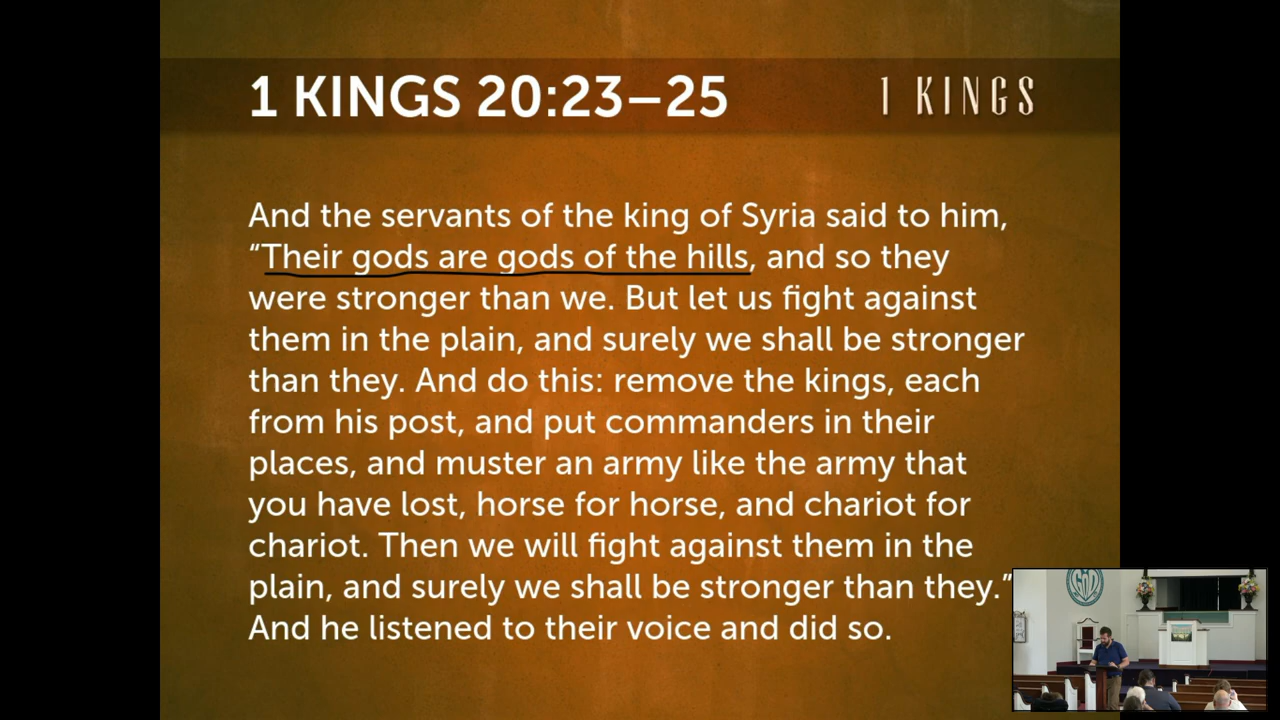 1 KINGS 20:23–25
1 KINGS
And the servants of the king of Syria said to him,
“Their gods are gods of the hills, and so they
were stronger than we. But let us fight against
them in the plain, and surely we shall be stronger
than they. And do this: remove the kings, each
from his post, and put commanders in their
places, and muster an army like the army that
you have lost, horse for horse, and chariot for
chariot. Then we will fight against them in the
plain, and surely we shall be stronger than they.”
And he listened to their voice and did so.